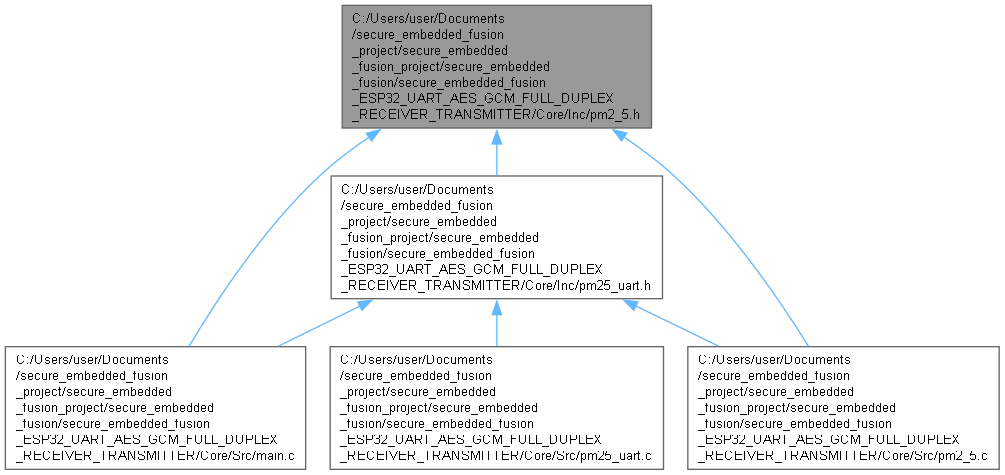 C:/Users/user/Documents
/secure_embedded_fusion
_project/secure_embedded
_fusion_project/secure_embedded
_fusion/secure_embedded_fusion
_ESP32_UART_AES_GCM_FULL_DUPLEX
_RECEIVER_TRANSMITTER/Core/Inc/pm2_5.h
C:/Users/user/Documents
/secure_embedded_fusion
_project/secure_embedded
_fusion_project/secure_embedded
_fusion/secure_embedded_fusion
_ESP32_UART_AES_GCM_FULL_DUPLEX
_RECEIVER_TRANSMITTER/Core/Inc/pm25_uart.h
C:/Users/user/Documents
/secure_embedded_fusion
_project/secure_embedded
_fusion_project/secure_embedded
_fusion/secure_embedded_fusion
_ESP32_UART_AES_GCM_FULL_DUPLEX
_RECEIVER_TRANSMITTER/Core/Src/main.c
C:/Users/user/Documents
/secure_embedded_fusion
_project/secure_embedded
_fusion_project/secure_embedded
_fusion/secure_embedded_fusion
_ESP32_UART_AES_GCM_FULL_DUPLEX
_RECEIVER_TRANSMITTER/Core/Src/pm25_uart.c
C:/Users/user/Documents
/secure_embedded_fusion
_project/secure_embedded
_fusion_project/secure_embedded
_fusion/secure_embedded_fusion
_ESP32_UART_AES_GCM_FULL_DUPLEX
_RECEIVER_TRANSMITTER/Core/Src/pm2_5.c